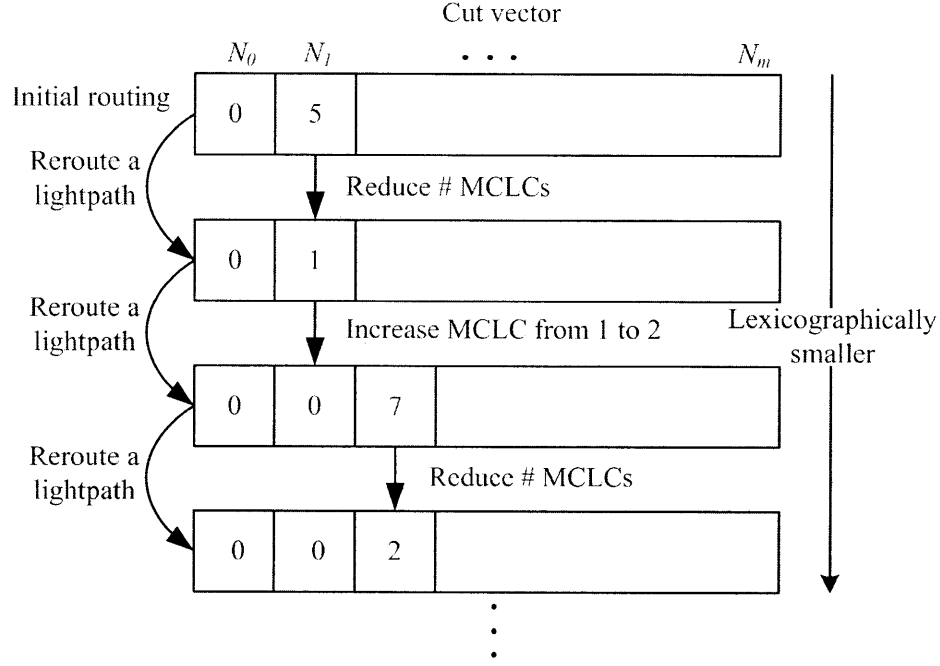 Cut vector
N0 N1 . . . Nm
Initial routing
0 5
Reroute a
lightpath
Reduce # MCLCs
0 1
Reroute a
lightpath
Increase MCLC from 1 to 2
Lexicographically
smaller
0 0 7
Reroute a
lightpath
Reduce # MCLCs
0 0 2